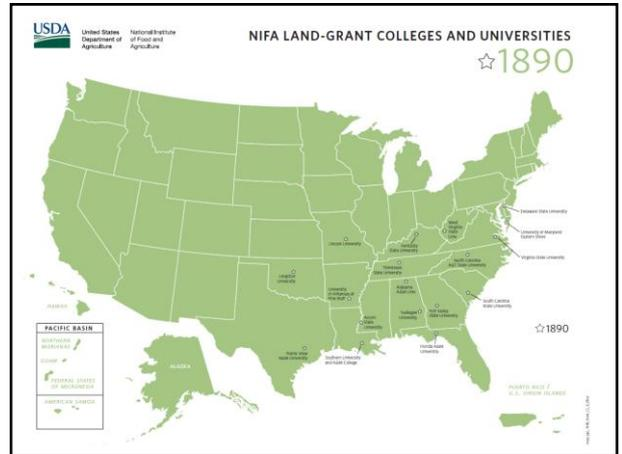 USDA
United States
Department of
Agriculture
National Institute
of Food and
Agriculture
NIFA LAND-GRANT COLLEGES AND UNIVERSITIES
1890
Delaware State University
University of Maryland
Eastern Shore
Virginia State University
West
Virginia
State
Univ.
Kentucky
State University
Lincoln University
Tennessee
State University
North Carolina
A&T State University
Langston
University
University
of Arkansas at
Pine Bluff
Alabama
A&M Univ.
South Carolina
State University
Tuskegee
University
Fort Valley
State University
Alcorn
State
University
Prairie View
A&M University
Southern University
and A&M College
Florida A&M
University
1890
HAWAII
PACIFIC BASIN
NORTHERN
MARIANAS
GUAM
FEDERAL STATES
OF MICRONESIA
AMERICAN SAMOA
ALASKA
PUERTO RICO /
U.S. VIRGIN ISLANDS